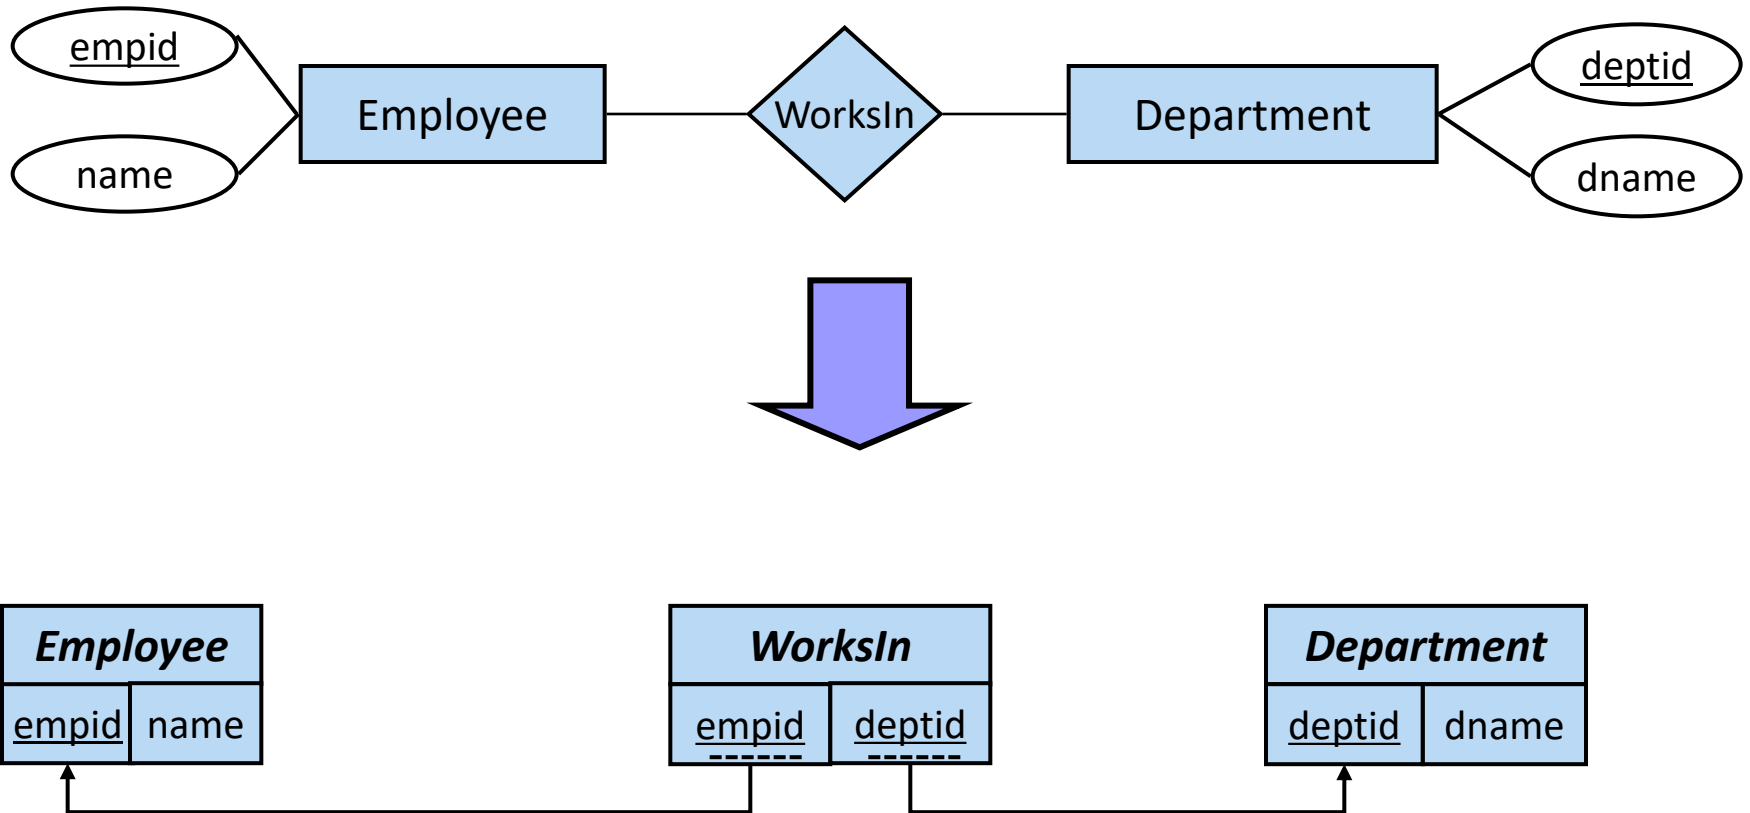 empid
name
Employee
WorksIn
Department
deptid
dname
Employee
empid name
WorksIn
empid deptid
Department
deptid dname